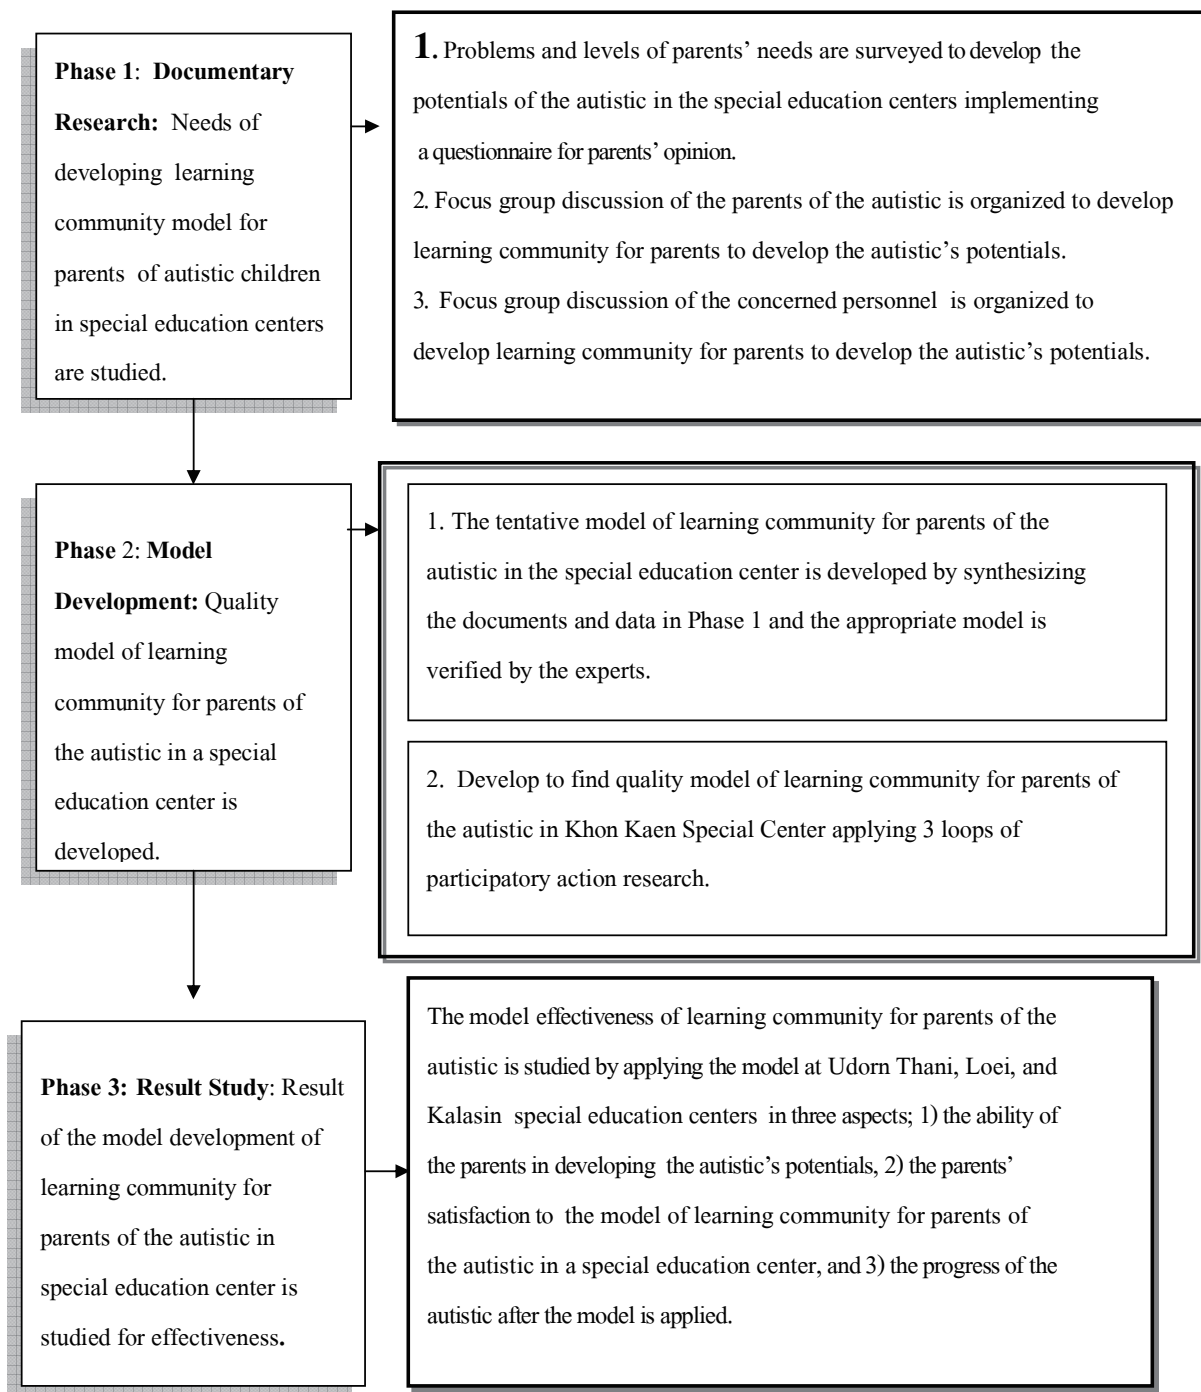 Phase 1: Documentary
Research: Needs of
developing learning
community model for
parents of autistic children
in special education centers
are studied.
1. Problems and levels of parents’ needs are surveyed to develop the
potentials of the autistic in the special education centers implementing
a questionnaire for parents’ opinion.
2. Focus group discussion of the parents of the autistic is organized to develop
learning community for parents to develop the autistic’s potentials.
3. Focus group discussion of the concerned personnel is organized to
develop learning community for parents to develop the autistic’s potentials.
Phase 2: Model
Development: Quality
model of learning
community for parents of
the autistic in a special
education center is
developed.
1. The tentative model of learning community for parents of the
autistic in the special education center is developed by synthesizing
the documents and data in Phase 1 and the appropriate model is
verified by the experts.
2. Develop to find quality model of learning community for parents of
the autistic in Khon Kaen Special Center applying 3 loops of
participatory action research.
Phase 3: Result Study: Result
of the model development of
learning community for
parents of the autistic in
special education center is
studied for effectiveness.
The model effectiveness of learning community for parents of the
autistic is studied by applying the model at Udorn Thani, Loei, and
Kalasin special education centers in three aspects; 1) the ability of
the parents in developing the autistic’s potentials, 2) the parents’
satisfaction to the model of learning community for parents of
the autistic in a special education center, and 3) the progress of the
autistic after the model is applied.